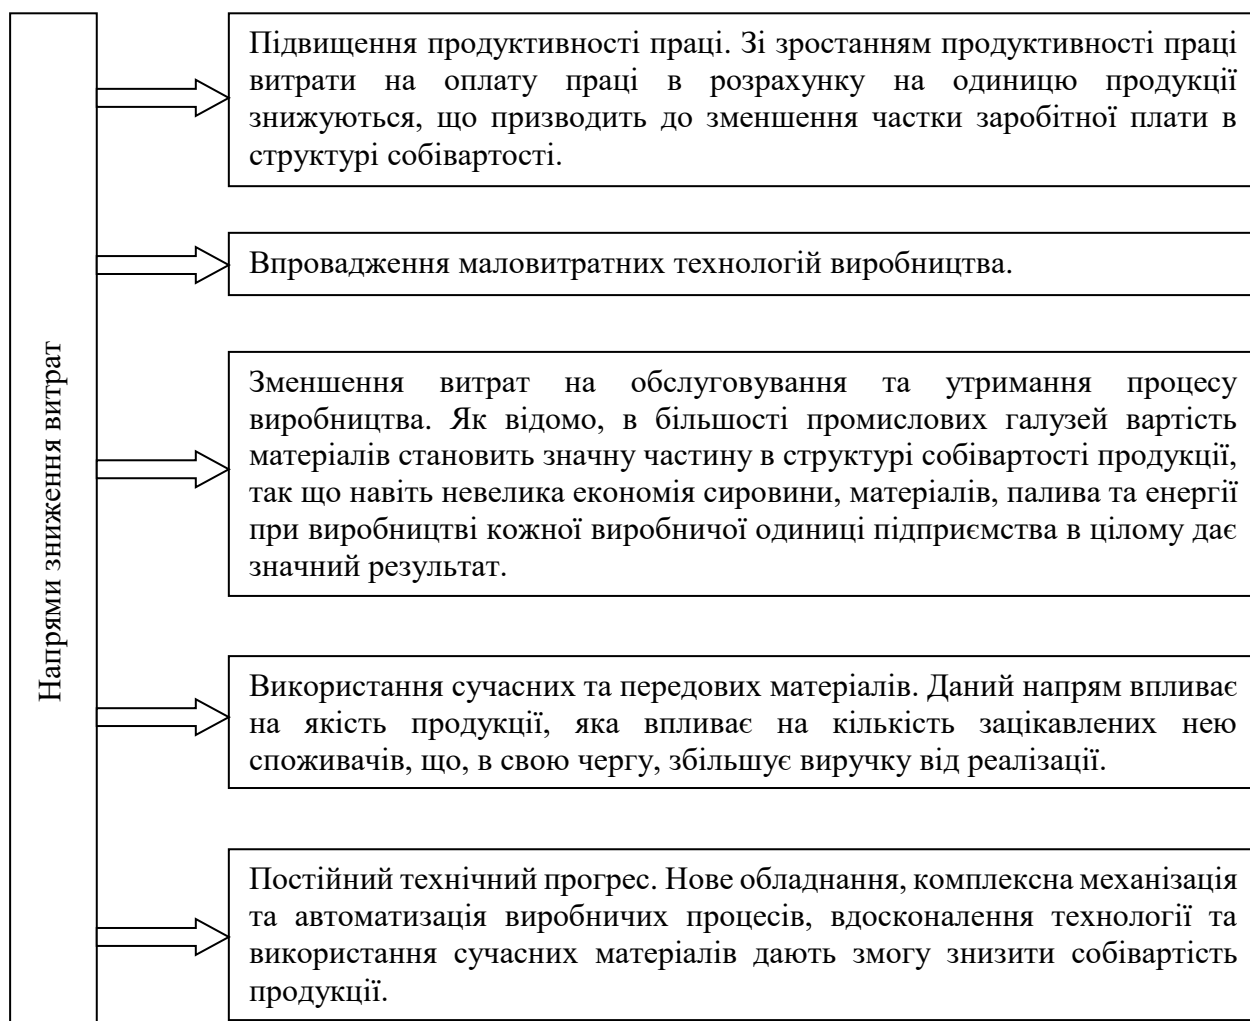 Напрями зниження витрат
Підвищення продуктивності праці. Зі зростанням продуктивності праці
витрати на оплату праці в розрахунку на одиницю продукції
знижуються, що призводить до зменшення частки заробітної плати в
структурі собівартості.
Впровадження маловитратних технологій виробництва.
Зменшення витрат на обслуговування та утримання процесу
виробництва. Як відомо, в більшості промислових галузей вартість
матеріалів становить значну частину в структурі собівартості продукції,
так що навіть невелика економія сировини, матеріалів, палива та енергії
при виробництві кожної виробничої одиниці підприємства в цілому дає
значний результат.
Використання сучасних та передових матеріалів. Даний напрям впливає
на якість продукції, яка впливає на кількість зацікавлених нею
споживачів, що, в свою чергу, збільшує виручку від реалізації.
Постійний технічний прогрес. Нове обладнання, комплексна механізація
та автоматизація виробничих процесів, вдосконалення технології та
використання сучасних матеріалів дають змогу знизити собівартість
продукції.